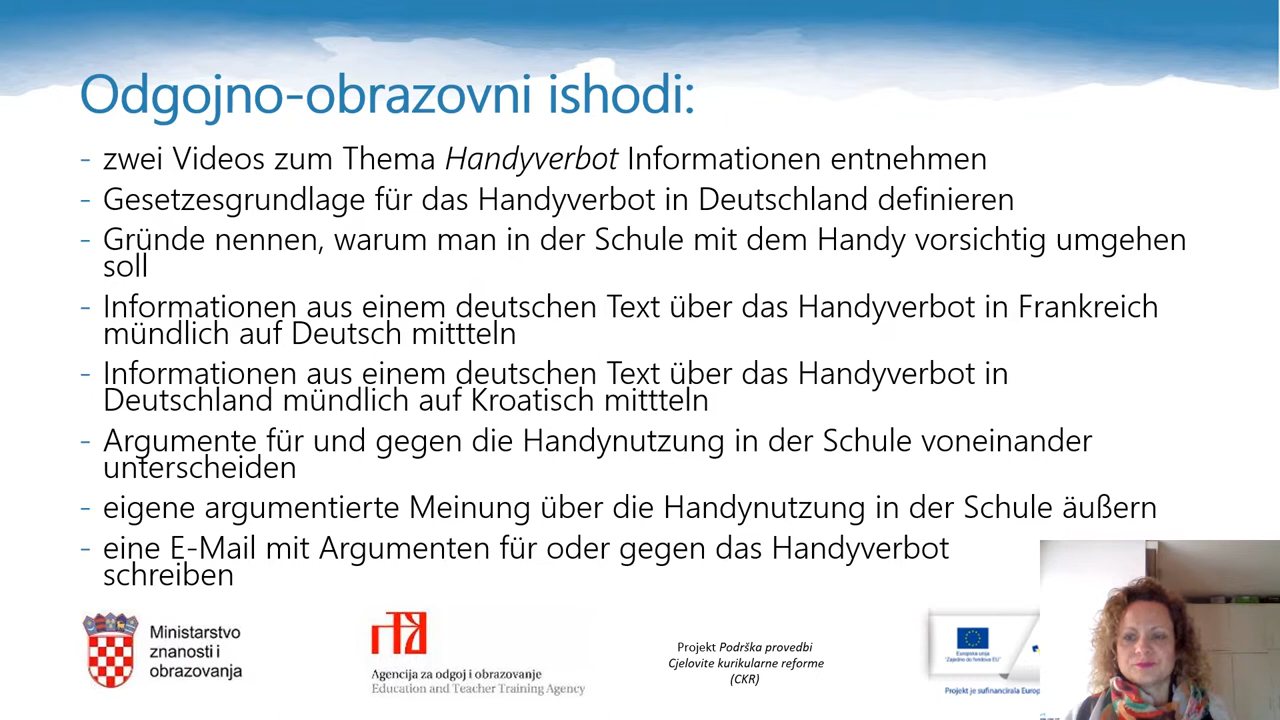 Odgojno-obrazovni ishodi:
- zwei Videos zum Thema Handyverbot Informationen entnehmen
- Gesetzesgrundlage für das Handyverbot in Deutschland definieren
- Gründe nennen, warum man in der Schule mit dem Handy vorsichtig umgehen
soll
- Informationen aus einem deutschen Text über das Handyverbot in Frankreich
mündlich auf Deutsch mittteln
- Informationen aus einem deutschen Text über das Handyverbot in
Deutschland mündlich auf Kroatisch mittteln
- Argumente für und gegen die Handynutzung in der Schule voneinander
unterscheiden
- eigene argumentierte Meinung über die Handynutzung in der Schule äußern
- eine E-Mail mit Argumenten für oder gegen das Handyverbot
schreiben
Ministarstvo
znanosti i
obrazovanja
Agencija za odgoj i obrazovanje
Education and Teacher Training Agency
Projekt Podrška provedbi
Cjelovite kurikularne reforme
(CKR)
Europska unija
"Zajedno do fondova EU"
Projekt je sufinancirala Europ